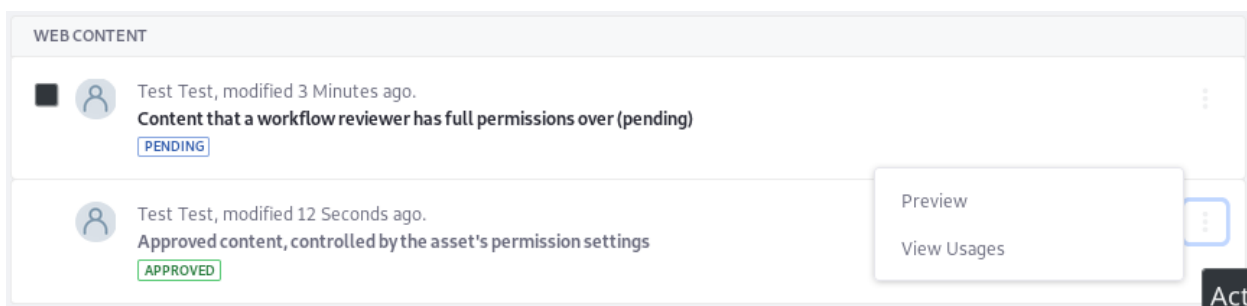 WEB CONTENT
Test Test, modified 3 Minutes ago.
Content that a workflow reviewer has full permissions over (pending)
PENDING
Test Test, modified 12 Seconds ago.
Approved content, controlled by the asset's permission settings
APPROVED
Preview
View Usages
Act